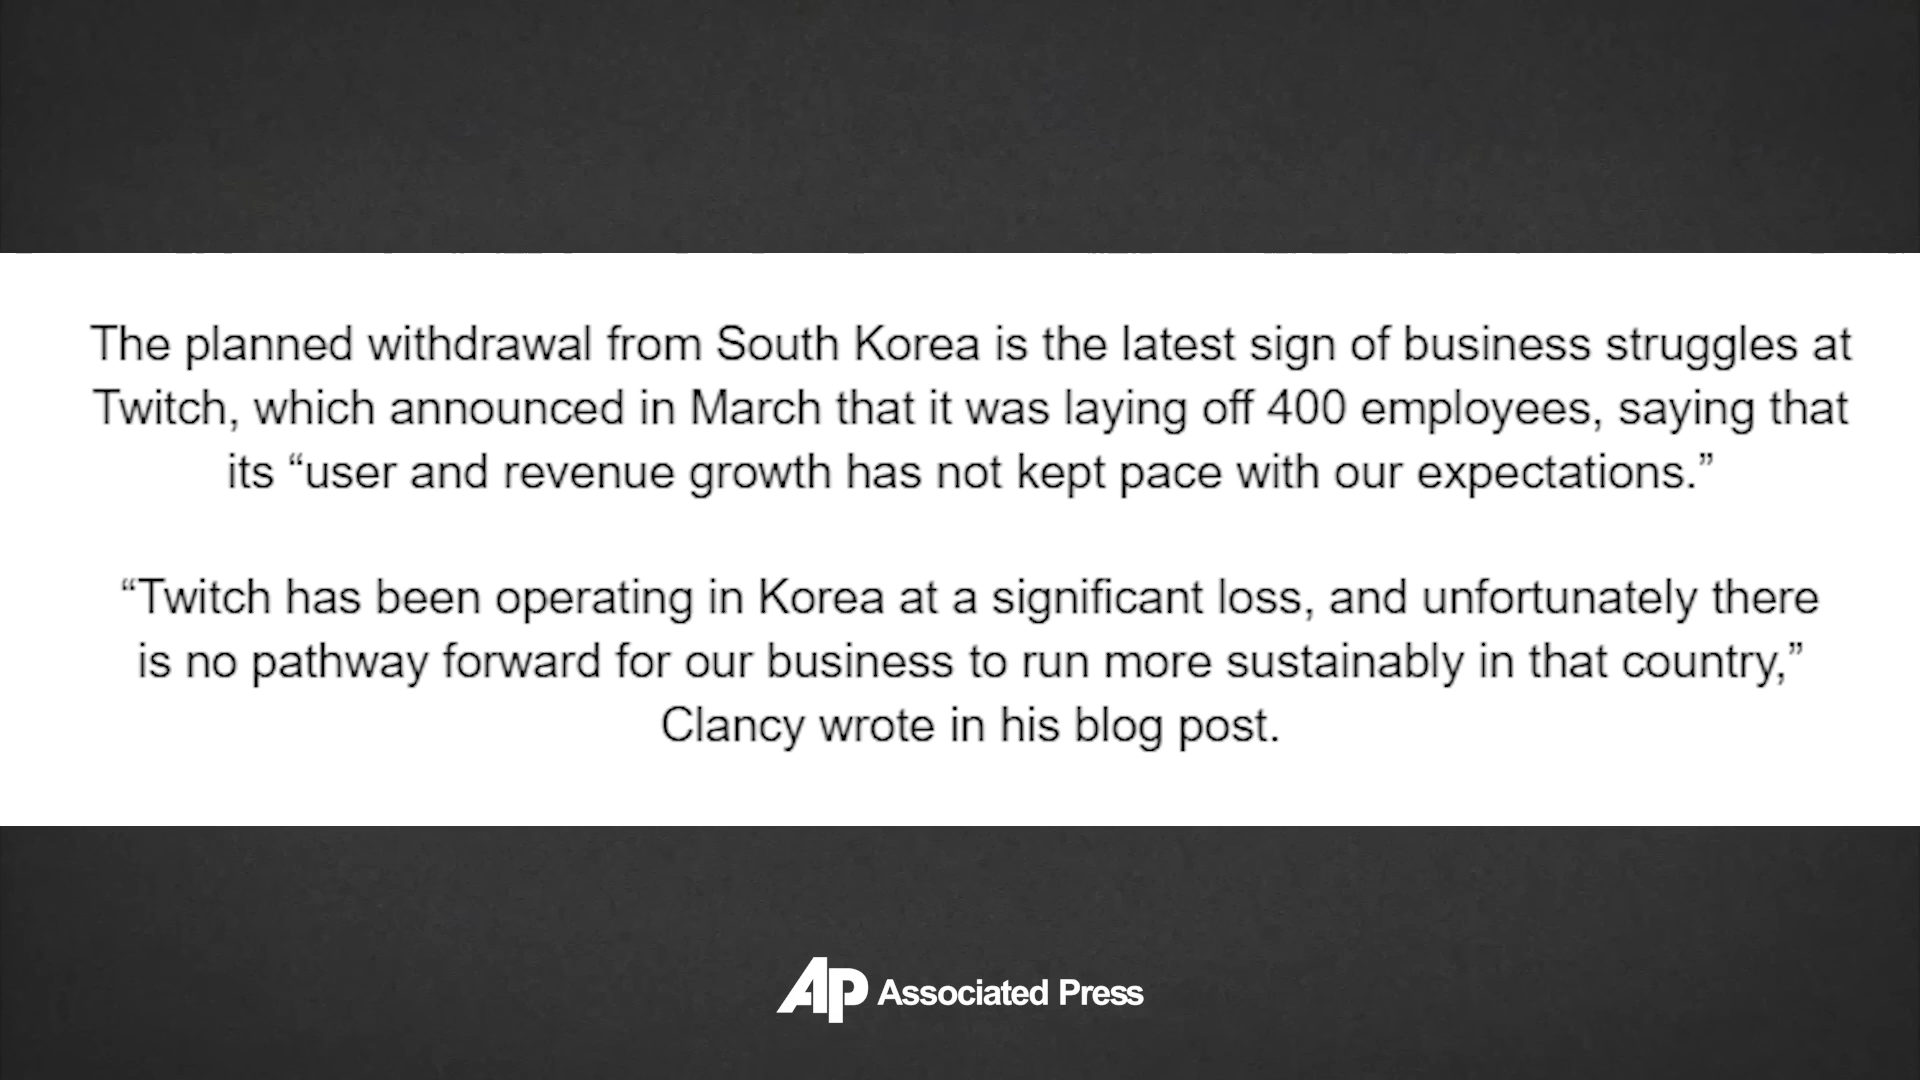 The planned withdrawal from South Korea is the latest sign of business struggles at
Twitch, which announced in March that it was laying off 400 employees, saying that
its “user and revenue growth has not kept pace with our expectations.”
“Twitch has been operating in Korea at a significant loss, and unfortunately there
is no pathway forward for our business to run more sustainably in that country,”
Clancy wrote in his blog post.
AP Associated Press